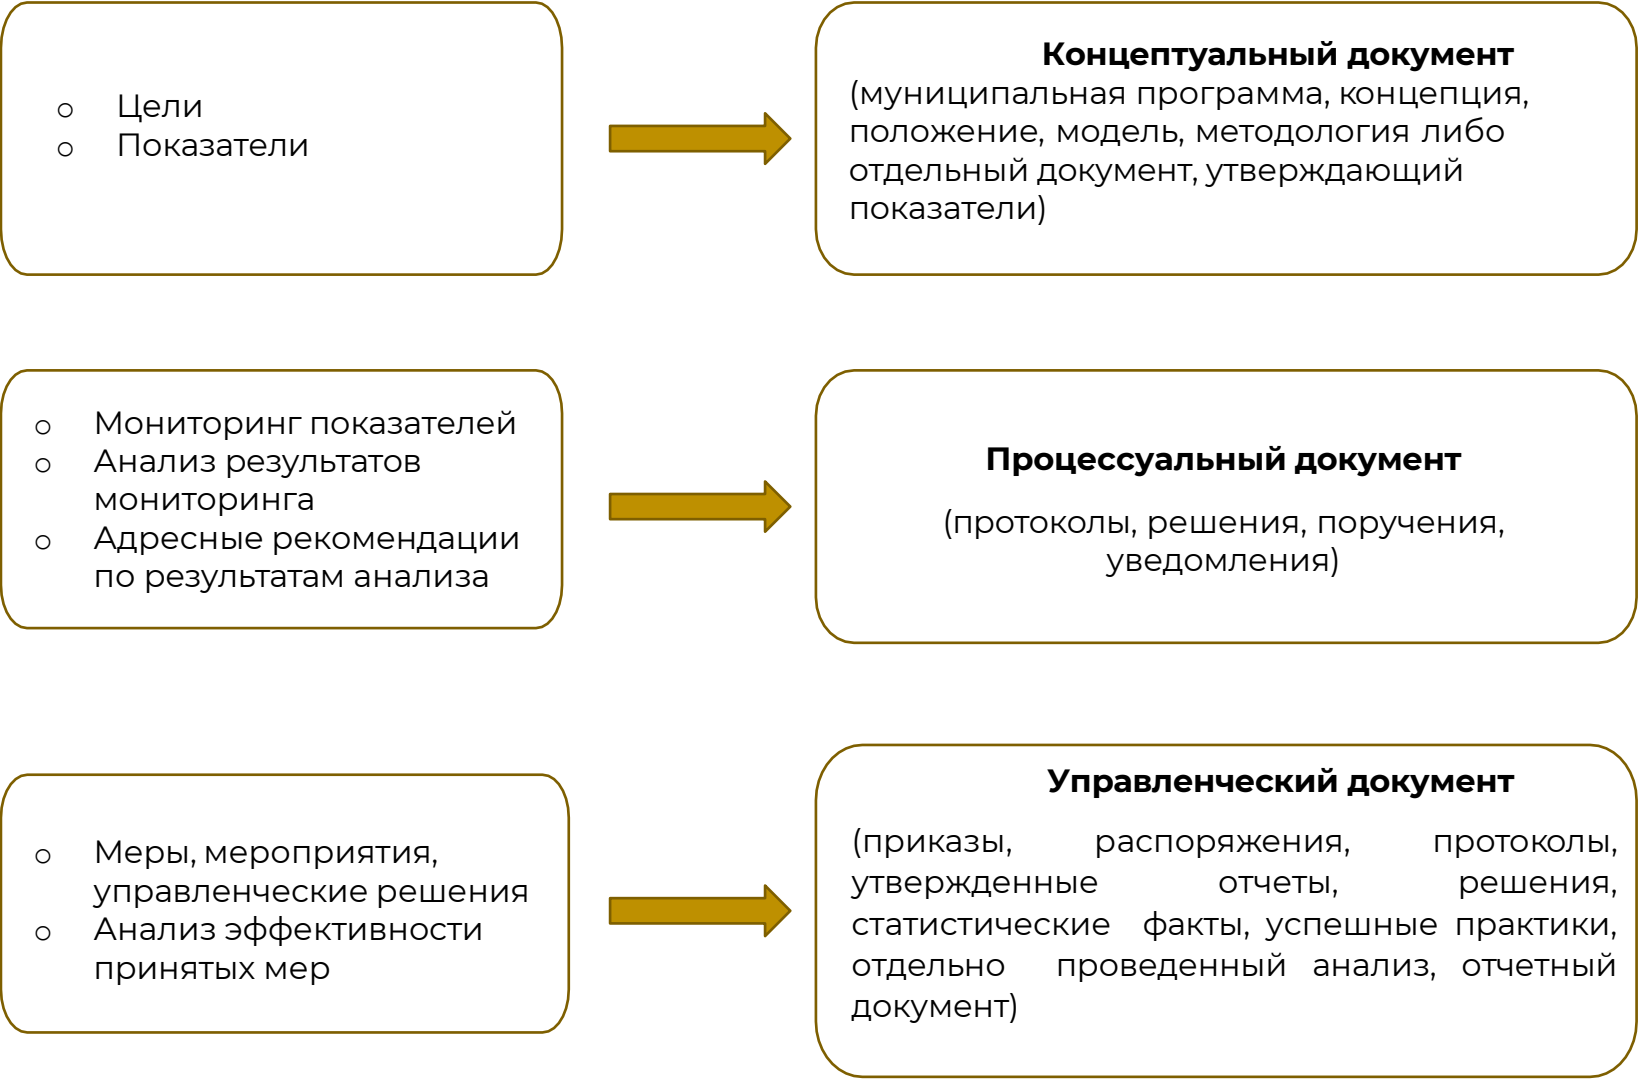 Цели
Показатели
Концептуальный документ
(муниципальная программа, концепция,
положение, модель, методология либо
отдельный документ, утверждающий
показатели)
Мониторинг показателей
Анализ результатов
мониторинга
Адресные рекомендации
по результатам анализа
Процессуальный документ
(протоколы, решения, поручения,
уведомления)
Меры, мероприятия,
управленческие решения
Анализ эффективности
принятых мер
Управленческий документ
(приказы, распоряжения, протоколы,
утвержденные отчеты, решения,
статистические факты, успешные практики,
отдельно проведенный анализ, отчетный
документ)